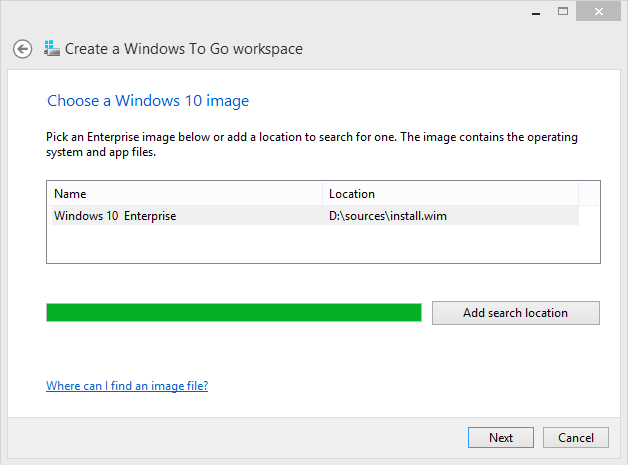 Create a Windows To Go workspace
Choose a Windows 10 image
Pick an Enterprise image below or add a location to search for one. The image contains the operating
system and app files.
Name Location
Windows 10  Enterprise D:\sources\install.wim
Add search location
Where can I find an image file?
Next Cancel